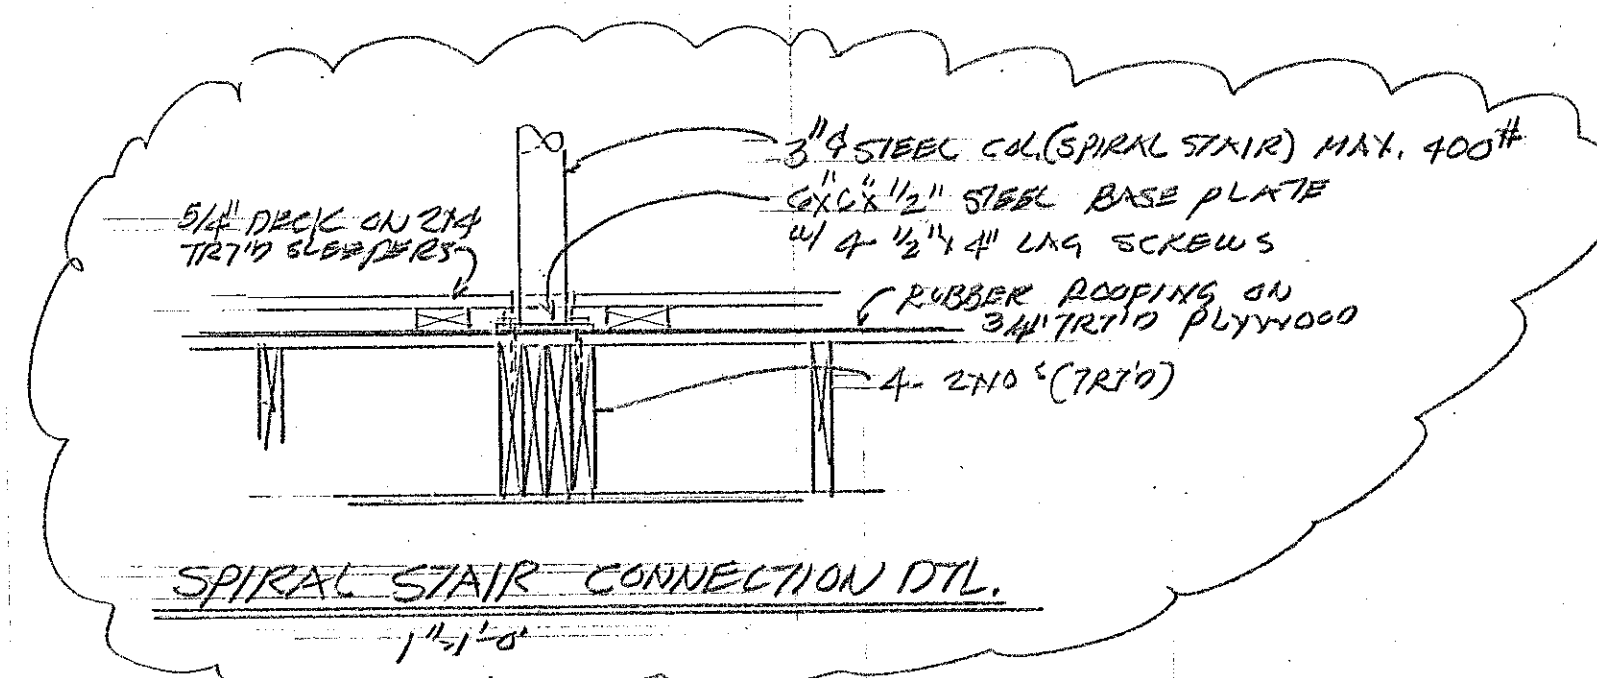 3"⌀ STEEL COL.(SPIRAL STAIR) MAX. 400#
6"x6"x1/2" STEEL BASE PLATE
w/ 4- 1/2"x 4" LAG SCREWS
5/4" DECK ON 2x4
TRT'D SLEEPERS
RUBBER ROOFING ON
3/4" TRT'D PLYWOOD
4- 2x10's (TRT'D)
SPIRAL STAIR CONNECTION DTL.
1"=1'-0"